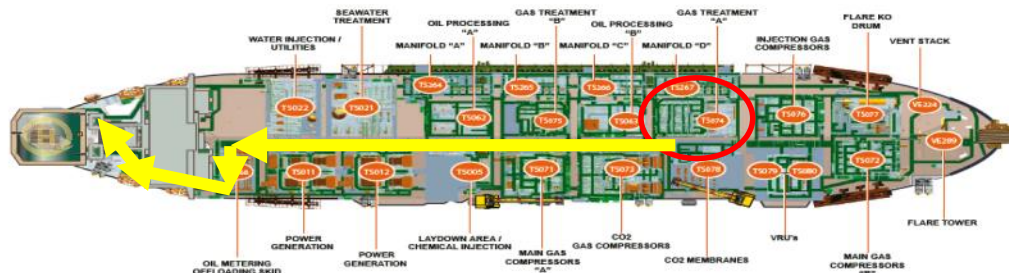 SEAWATER
TREATMENT
WATER INJECTION /
UTILITIES
OIL PROCESSING
"A"
GAS TREATMENT
"B"
OIL PROCESSING
"B"
GAS TREATMENT
"A"
FLARE KO
DRUM
INJECTION GAS
COMPRESSORS
VENT STACK
MANIFOLD "A"
MANIFOLD "B"
MANIFOLD "C"
MANIFOLD "D"
TS264
TS265
TS266
TS267
TS022
TS021
TS062
TS075
TS063
TS074
TS076
TS077
VE224
VE289
TS011
TS012
TS005
TS071
TS073
TS078
TS079
TS080
TS072
POWER
GENERATION
POWER
GENERATION
LAYDOWN AREA /
CHEMICAL INJECTION
MAIN GAS
COMPRESSORS
"A"
CO2
GAS COMPRESSORS
CO2 MEMBRANES
VRU's
MAIN GAS
COMPRESSORS
FLARE TOWER
OIL METERING
OFFLOADING SKID